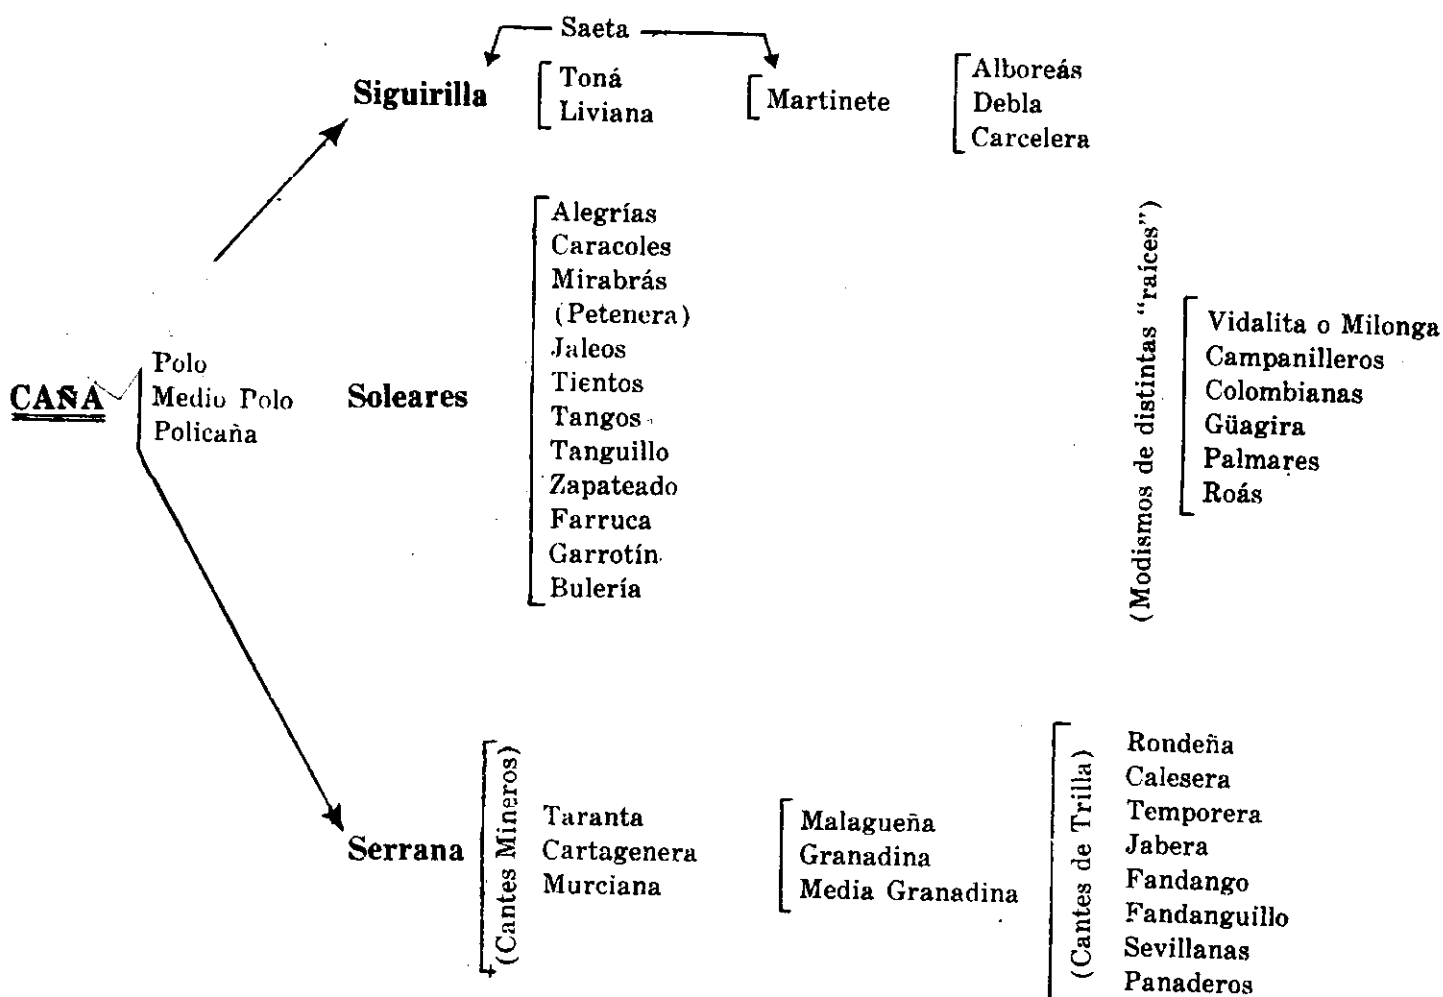 Saeta
Siguirilla
Toná
Liviana
Martinete
Alboreás
Debla
Carcelera
CAÑA
Polo
Medio Polo
Policaña
Soleares
Alegrías
Caracoles
Mirabrás
(Petenera)
Jaleos
Tientos
Tangos
Tanguillo
Zapateado
Farruca
Garrotín
Bulería
(Modismos de distintas “raíces”)
Vidalita o Milonga
Campanilleros
Colombianas
Güagira
Palmares
Roás
Serrana
(Cantes Mineros)
Taranta
Cartagenera
Murciana
Malagueña
Granadina
Media Granadina
(Cantes de Trilla)
Rondeña
Calesera
Temporera
Jabera
Fandango
Fandanguillo
Sevillanas
Panaderos